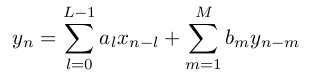 $y_n = \sum_{l=0}^{L-1} a_l x_{n-l} + \sum_{m=1}^{M} b_m y_{n-m}$